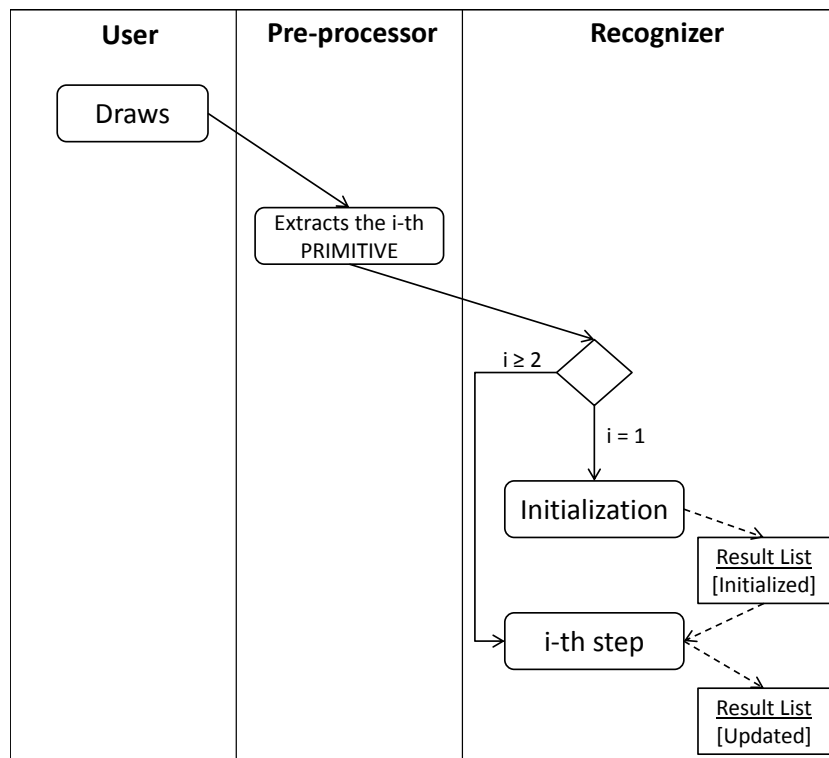 User
Pre-processor
Recognizer
Draws
Extracts the i-th
PRIMITIVE
i ≥ 2
i = 1
Initialization
Result List
[Initialized]
i-th step
Result List
[Updated]